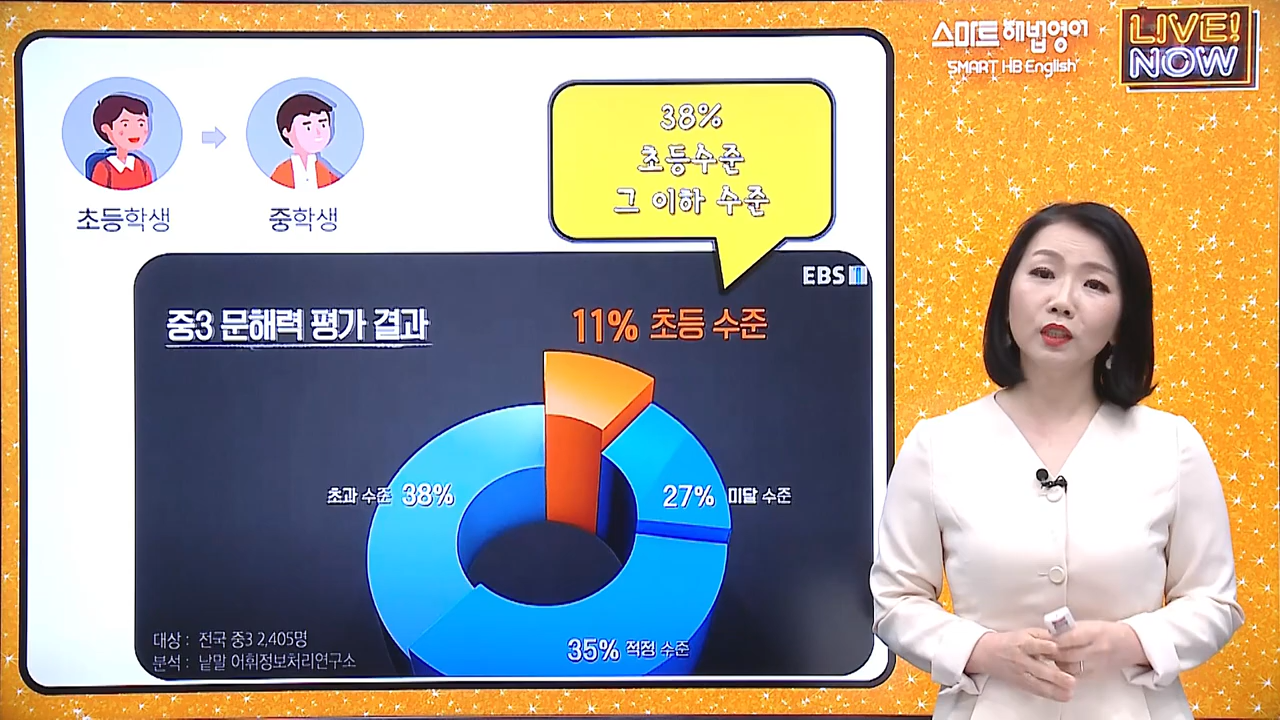 스마트 해법영어
SMART HB English
LIVE!
NOW
초등학생
중학생
38%
초등수준
그 이하 수준
EBS
중3 문해력 평가 결과
11% 초등 수준
초과 수준 38%
27% 미달 수준
35% 적정 수준
대상 : 전국 중3 2,405명
분석 : 낱말 어휘정보처리연구소